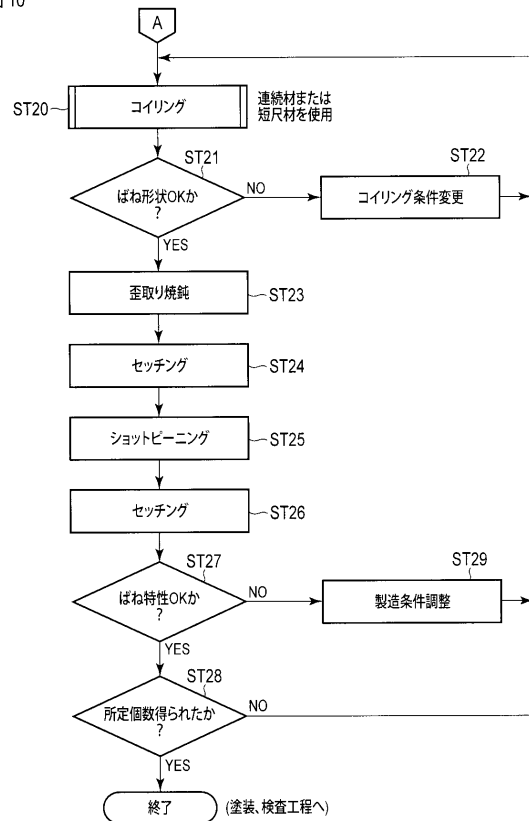 10
A
ST20
コイリング
連続材または
短尺材を使用
ST21
ばね形状OKか
?
NO
YES
ST22
コイリング条件変更
歪取り焼鈍
ST23
セッチング
ST24
ショットピーニング
ST25
セッチング
ST26
ST27
ばね特性OKか
?
NO
YES
ST29
製造条件調整
ST28
所定個数得られたか
?
NO
YES
終了
(塗装、検査工程へ)